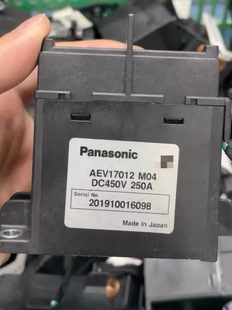 Panasonic
AEV17012 M04
DC450V 250A
Serial No.
201910016098
Made in Japan